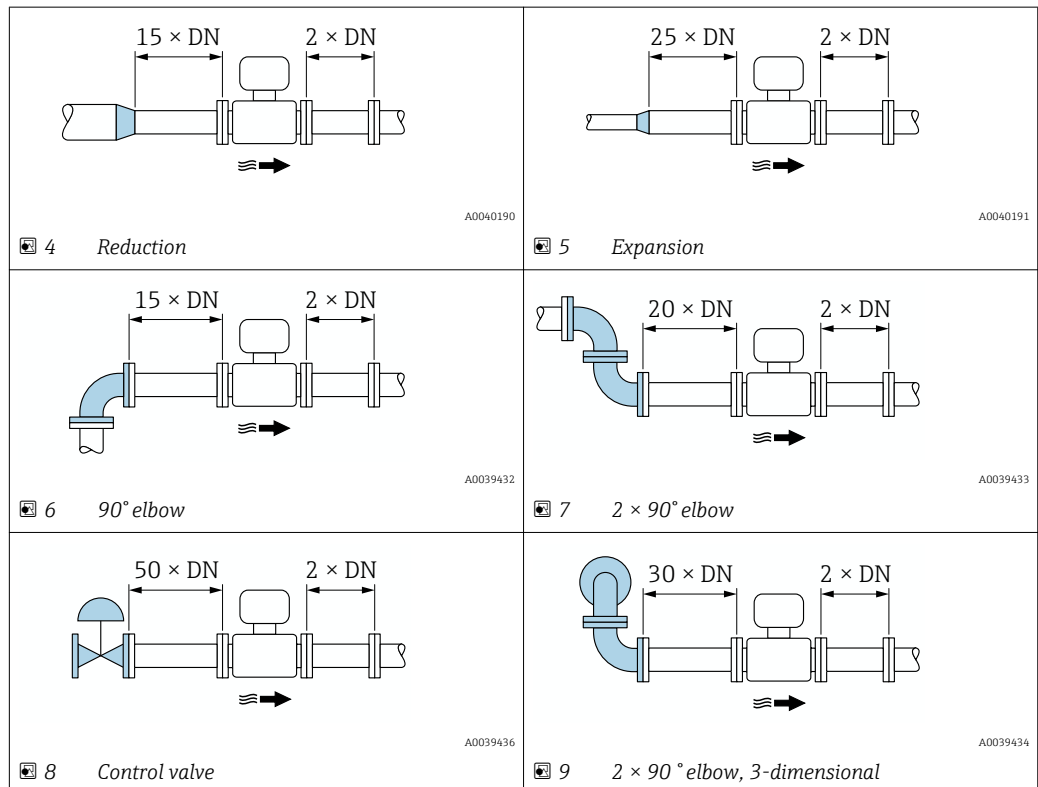 15 × DN 2 × DN
A0040190
4 Reduction
25 × DN 2 × DN
A0040191
5 Expansion
15 × DN 2 × DN
A0039432
6 90° elbow
20 × DN 2 × DN
A0039433
7 2 × 90° elbow
50 × DN 2 × DN
A0039436
8 Control valve
30 × DN 2 × DN
A0039434
9 2 × 90 ° elbow, 3-dimensional